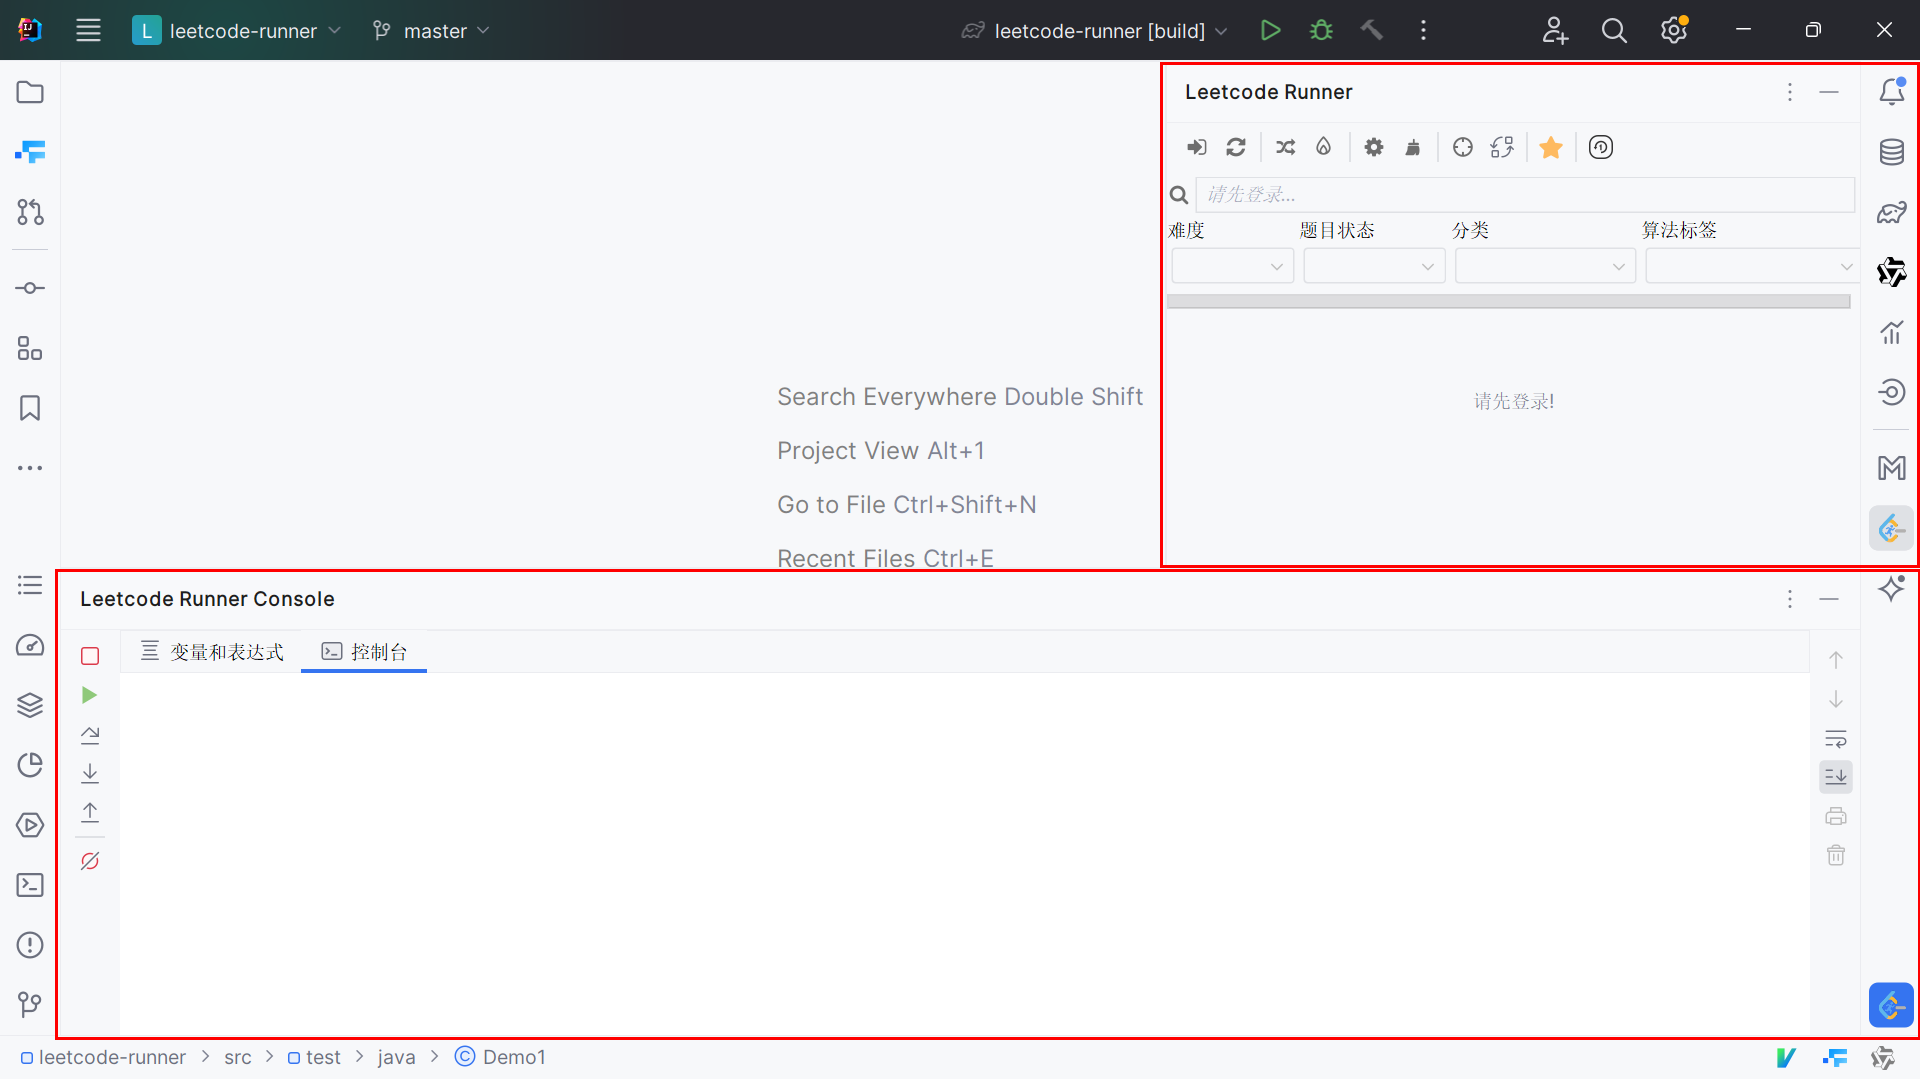 L leetcode-runner master leetcode-runner [build]
Leetcode Runner
请先登录...
难度 题目状态 分类 算法标签
请先登录!
Search Everywhere Double Shift
Project View Alt+1
Go to File Ctrl+Shift+N
Recent Files Ctrl+E
Leetcode Runner Console
变量和表达式 控制台
leetcode-runner > src > test > java > Demo1